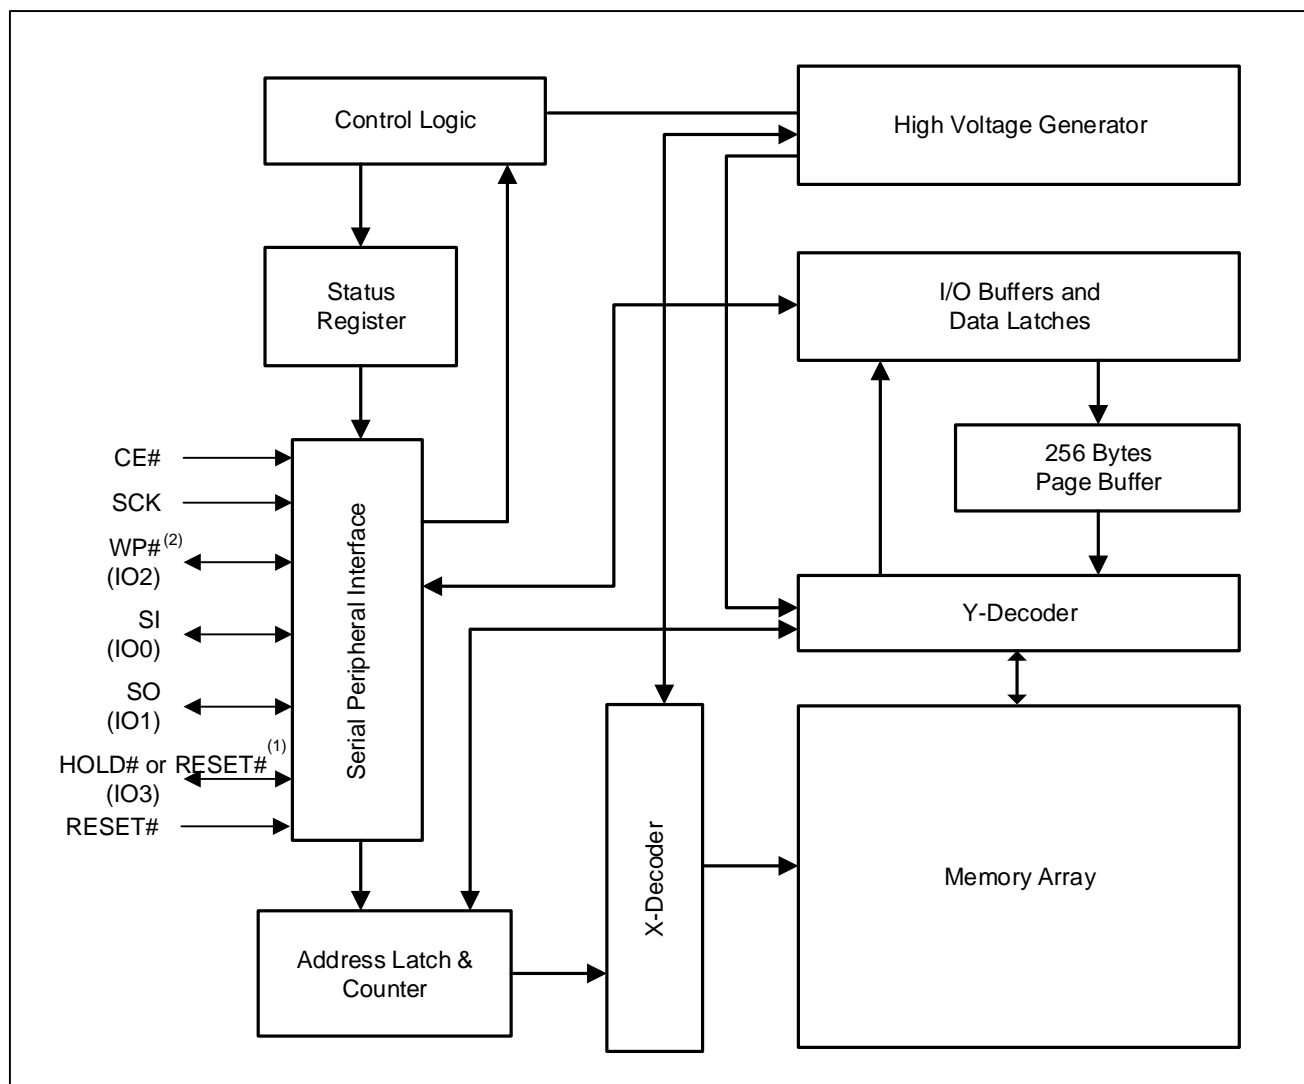 Control Logic
High Voltage Generator
Status
Register
I/O Buffers and
Data Latches
256 Bytes
Page Buffer
CE#
SCK
WP#(2)
(IO2)
SI
(IO0)
SO
(IO1)
HOLD# or RESET#(1)
(IO3)
RESET#
Serial Peripheral Interface
Y-Decoder
X-Decoder
Memory Array
Address Latch &
Counter